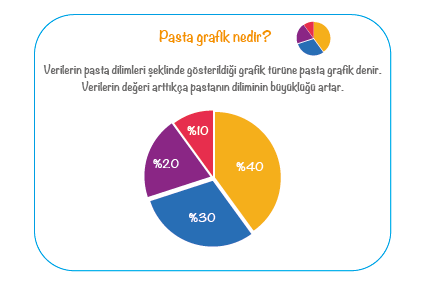 Pasta grafik nedir?
Verilerin pasta dilimleri şeklinde gösterildiği grafik türüne pasta grafik denir.
Verilerin değeri arttıkça pastanın diliminin büyüklüğü artar.
%10
%40
%20
%30